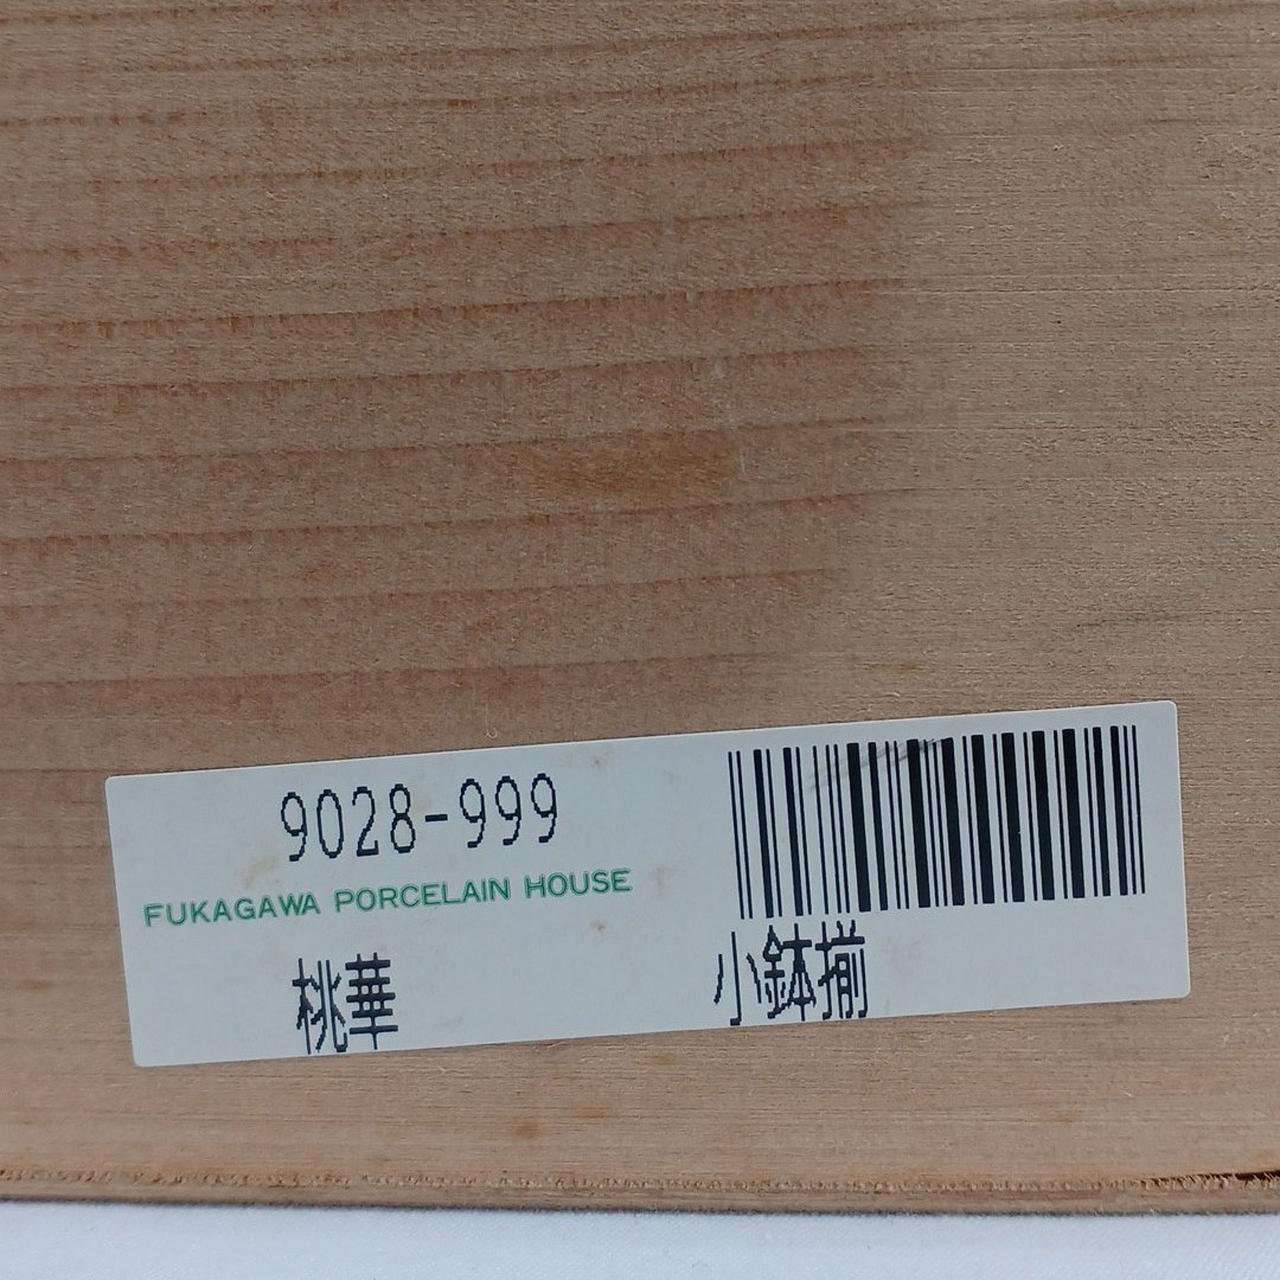 9028-999
FUKAGAWA PORCELAIN HOUSE
桃華 小鉢揃